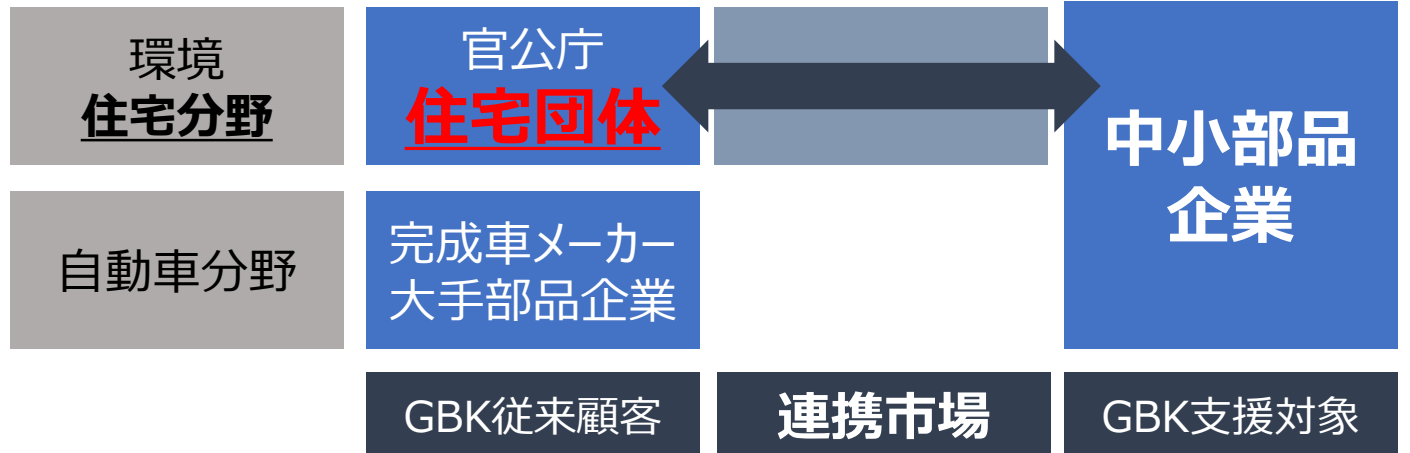 環境
住宅分野
官公庁
住宅団体
中小部品
企業
自動車分野
完成車メーカー
大手部品企業
GBK従来顧客
連携市場
GBK支援対象